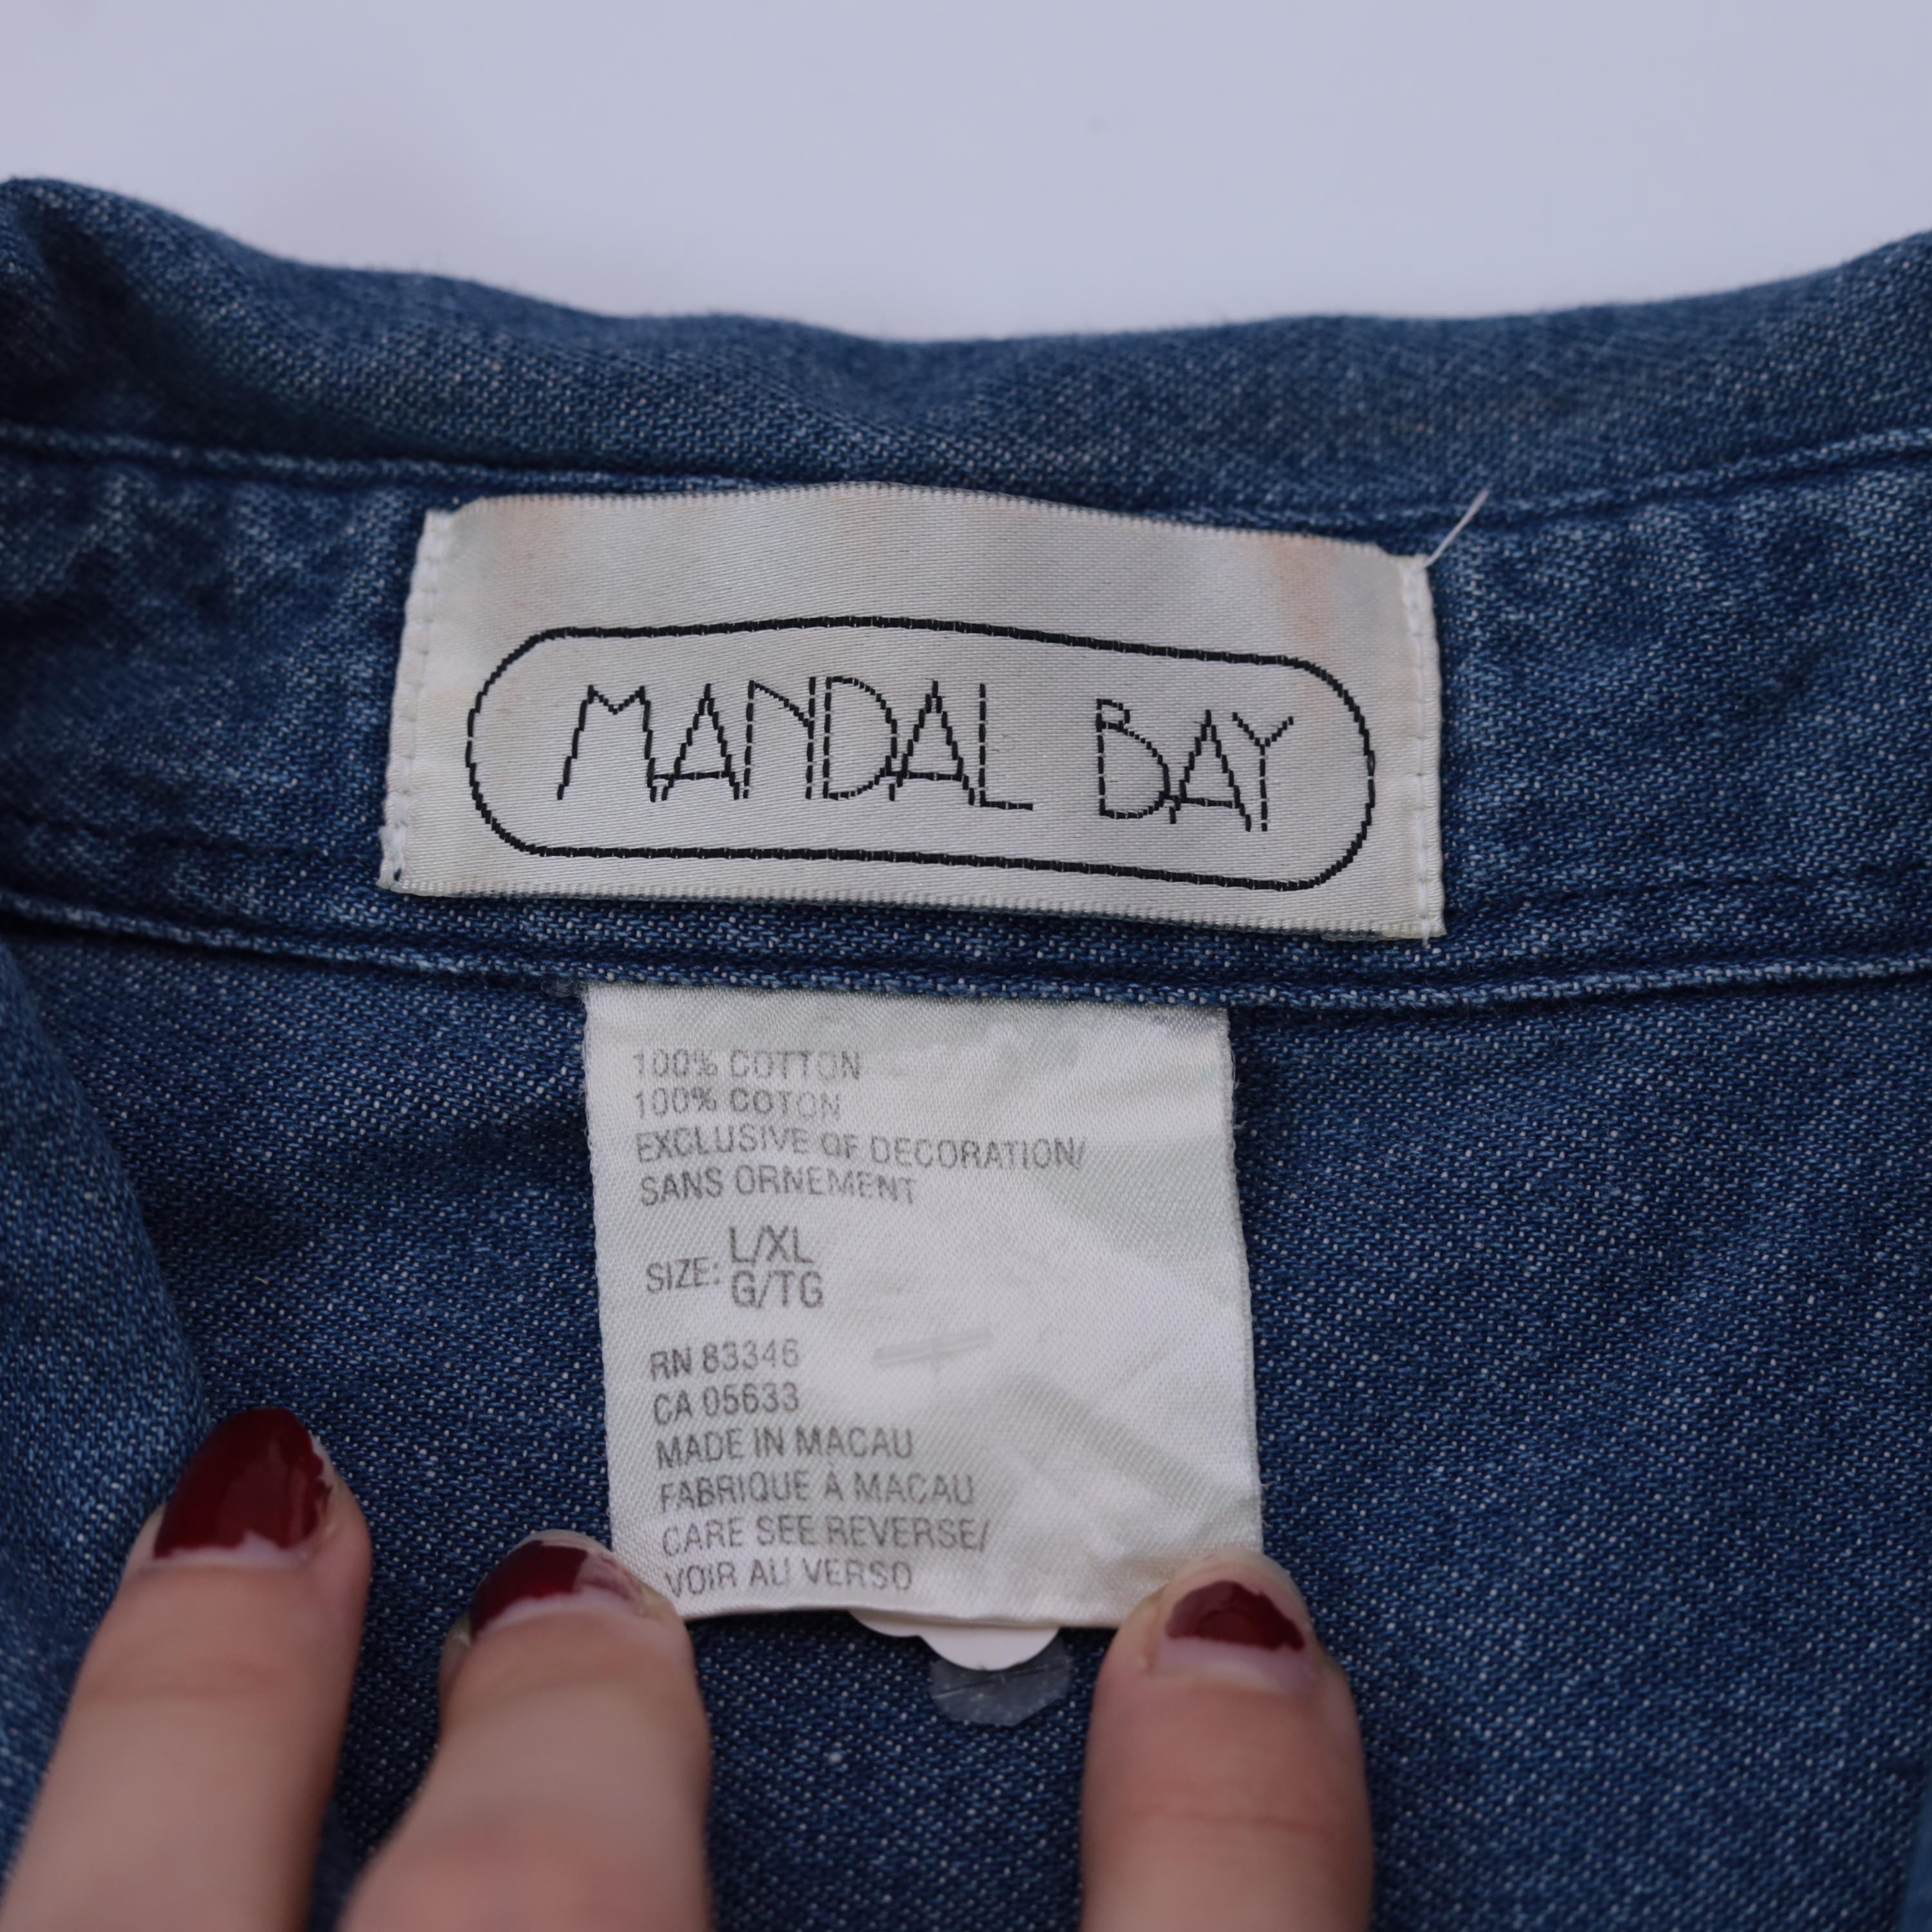 MANDAL BAY
100% COTTON
100% COTON
EXCLUSIVE OF DECORATION/
SANS ORNEMENT
SIZE: L/XL
G/TG
RN 83346
CA 05633
MADE IN MACAU
FABRIQUE À MACAU
CARE SEE REVERSE/
VOIR AU VERSO